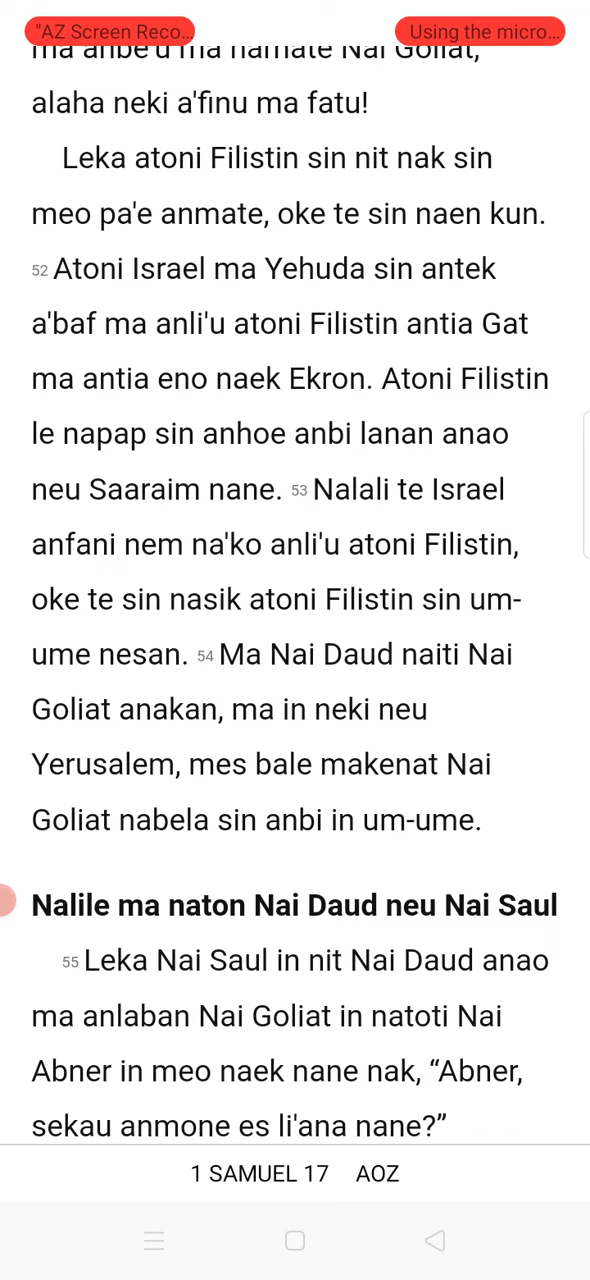 "AZ Screen Reco...
Using the micro...
ma anbe'u ma namate Nai Goliat,
alaha neki a'finu ma fatu!
Leka atoni Filistin sin nit nak sin
meo pa'e anmate, oke te sin naen kun.
52 Atoni Israel ma Yehuda sin antek
a'baf ma anli'u atoni Filistin antia Gat
ma antia eno naek Ekron. Atoni Filistin
le napap sin anhoe anbi lanan anao
neu Saaraim nane. 53 Nalali te Israel
anfani nem na'ko anli'u atoni Filistin,
oke te sin nasik atoni Filistin sin um-
ume nesan. 54 Ma Nai Daud naiti Nai
Goliat anakan, ma in neki neu
Yerusalem, mes bale makenat Nai
Goliat nabela sin anbi in um-ume.
Nalile ma naton Nai Daud neu Nai Saul
55 Leka Nai Saul in nit Nai Daud anao
ma anlaban Nai Goliat in natoti Nai
Abner in meo naek nane nak, “Abner,
sekau anmone es li'ana nane?”
1 SAMUEL 17 AOZ